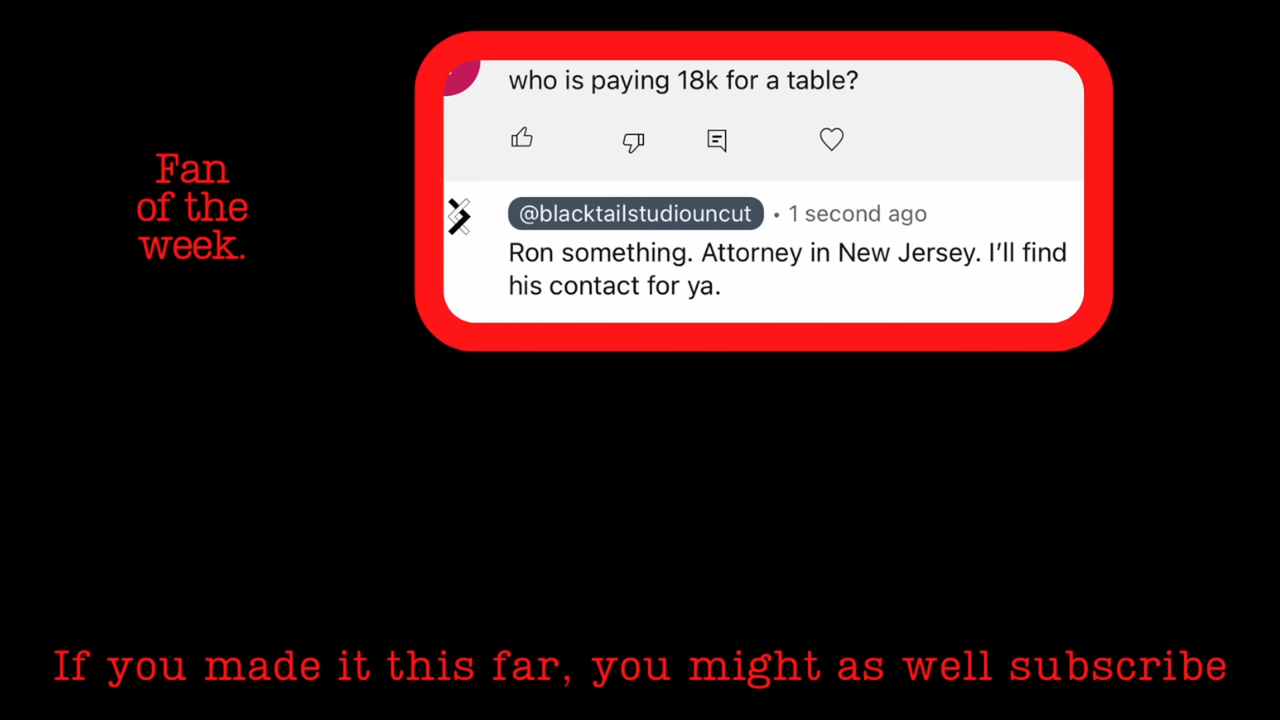 Fan
of the
week.
who is paying 18k for a table?
@blacktailstudiouncut • 1 second ago
Ron something. Attorney in New Jersey. I’ll find
his contact for ya.
If you made it this far, you might as well subscribe